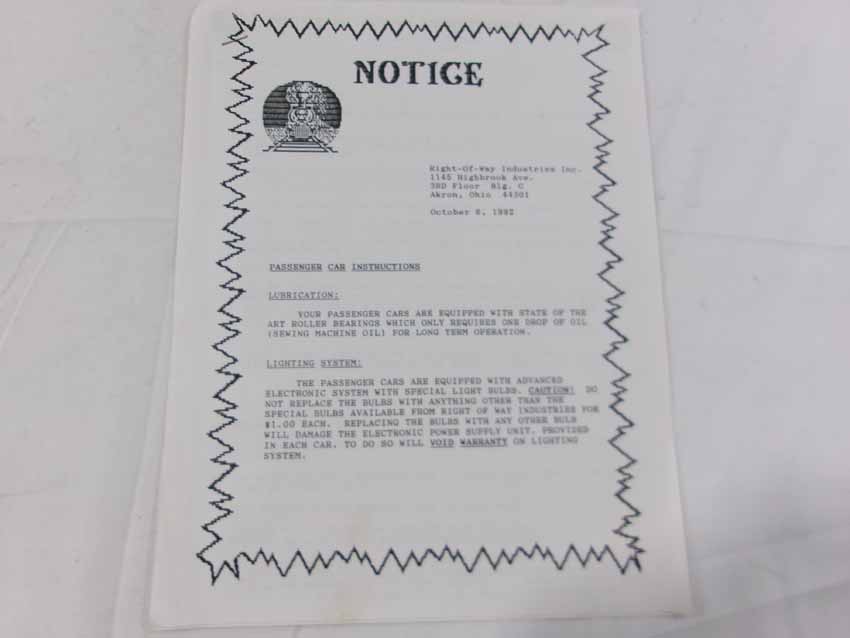 NOTICE
Right-Of-Way Industries Inc.
1145 Highbrook Ave.
3RD Floor Blg. C
Akron, Ohio 44301
October 6, 1992
PASSENGER CAR INSTRUCTIONS
LUBRICATION:
YOUR PASSENGER CARS ARE EQUIPPED WITH STATE OF THE
ART ROLLER BEARINGS WHICH ONLY REQUIRES ONE DROP OF OIL
(SEWING MACHINE OIL) FOR LONG TERM OPERATION.
LIGHTING SYSTEM:
THE PASSENGER CARS ARE EQUIPPED WITH ADVANCED
ELECTRONIC SYSTEM WITH SPECIAL LIGHT BULBS. CAUTION! DO
NOT REPLACE THE BULBS WITH ANYTHING OTHER THAN THE
SPECIAL BULBS AVAILABLE FROM RIGHT OF WAY INDUSTRIES FOR
$1.00 EACH. REPLACING THE BULBS WITH ANY OTHER BULB
WILL DAMAGE THE ELECTRONIC POWER SUPPLY UNIT, PROVIDED
IN EACH CAR. TO DO SO WILL VOID WARRANTY ON LIGHTING
SYSTEM.